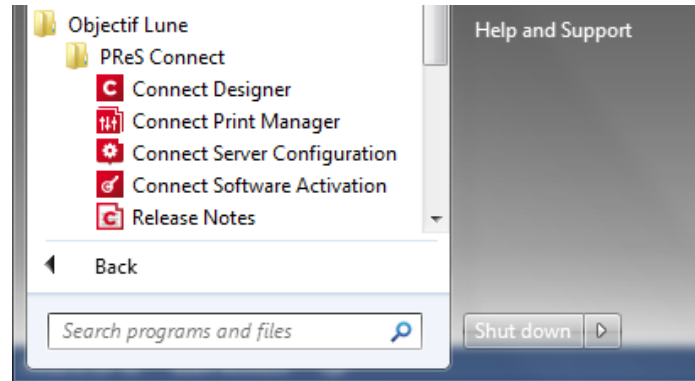 Objectif Lune
PReS Connect
Connect Designer
Connect Print Manager
Connect Server Configuration
Connect Software Activation
Release Notes
Back
Search programs and files
Help and Support
Shut down